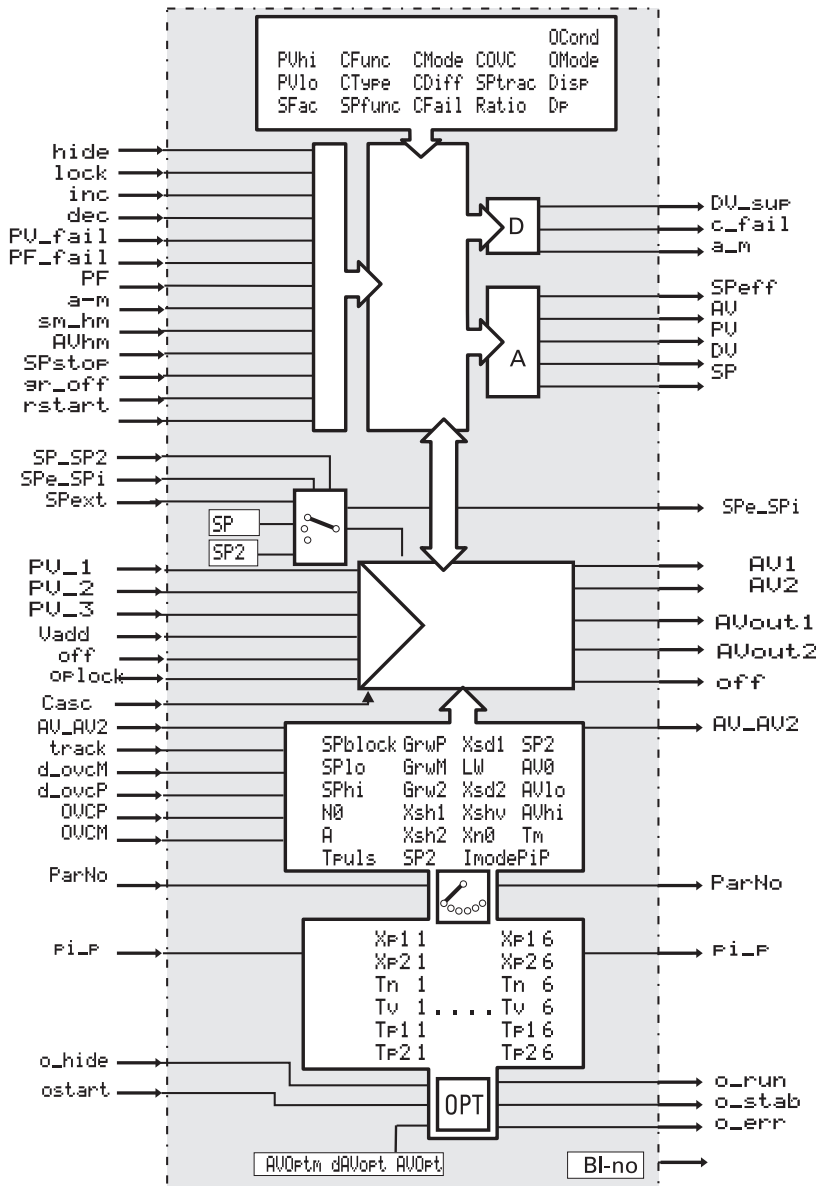 OCond
PVhi CFunc CMode COVC OMode
PVlo CType CDiff SPtrac Disp
SFac SPfunc CFail Ratio Dp
hide
lock
inc
dec
PV_fail
PF_fail
PF
a-m
sm_hm
AVhm
SPstop
gr_off
rstart
D
DV_sup
c_fail
a_m
A
SPeff
AV
PV
DV
SP
SP_SP2
SPe_SPi
SPext
SP
SP2
SPe_SPi
PV_1
PV_2
PV_3
Vadd
off
oplock
Casc
AV1
AV2
AVout1
AVout2
off
AV_AV2
track
d_ovcM
d_ovcP
OVCP
OVCM
AV_AV2
SPblock GrwP Xsd1 SP2
SPlo GrwM LW AV0
SPhi Grw2 Xsd2 AVlo
N0 Xsh1 Xshv AVhi
A Xsh2 Xn0 Tm
Tpuls SP2 ImodePiP
ParNo
ParNo
pi_p
pi_p
Xp1 1 Xp1 6
Xp2 1 Xp2 6
Tn 1 Tn 6
Tv 1 .... Tv 6
Tp1 1 Tp1 6
Tp2 1 Tp2 6
o_hide
ostart
OPT
o_run
o_stab
o_err
AVOptm dAVopt AVOpt
Bl-no